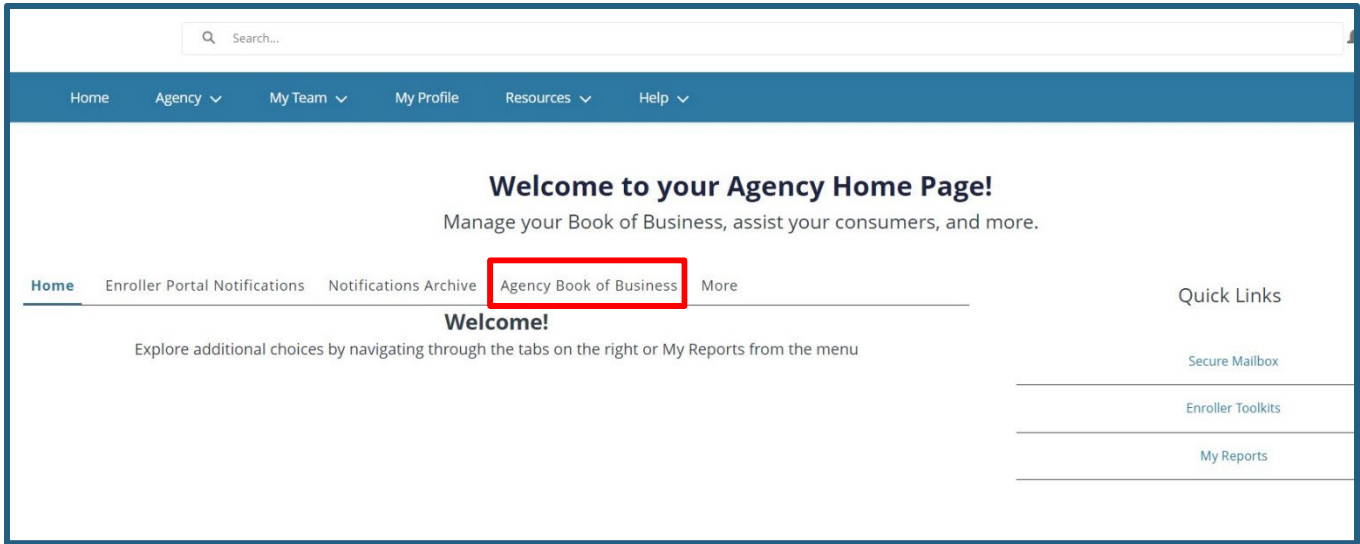 Search...
Home Agency My Team My Profile Resources Help
Welcome to your Agency Home Page!
Manage your Book of Business, assist your consumers, and more.
Home Enroller Portal Notifications Notifications Archive Agency Book of Business More
Welcome!
Explore additional choices by navigating through the tabs on the right or My Reports from the menu
Quick Links
Secure Mailbox
Enroller Toolkits
My Reports